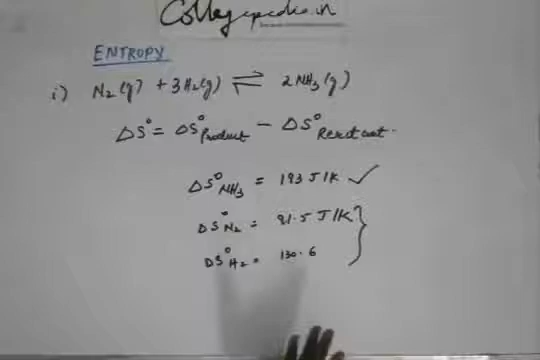 Collegepedia.in
ENTROPY
i) N₂(g) + 3H₂(g) ⇌ 2NH₃(g)
ΔS° = ΔS°Product − ΔS°Reactant.
ΔS°NH₃ = 193 J/K ✓
ΔS°N₂ = 91.5 J/K
ΔS°H₂ = 130.6